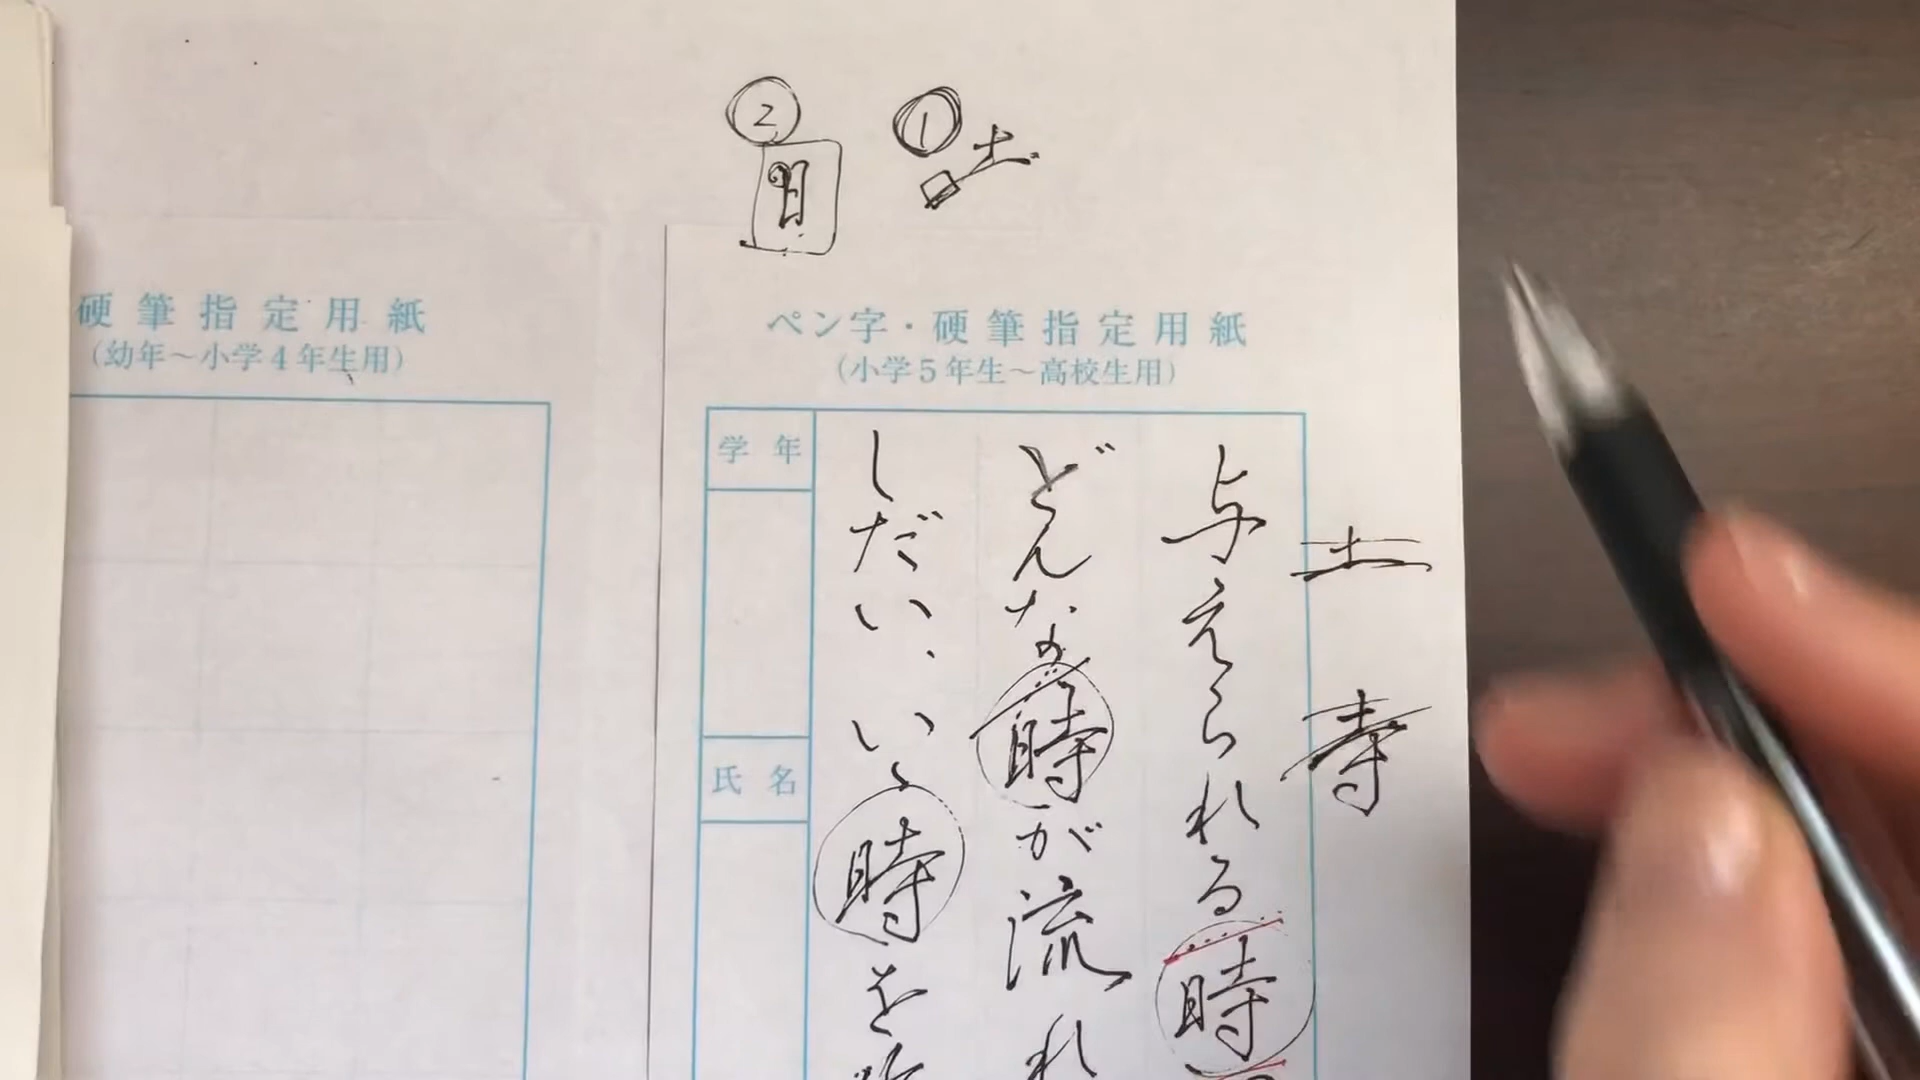 ②
日
①
土
硬筆指定用紙
(幼年～小学4年生用)
ペン字・硬筆指定用紙
(小学5年生～高校生用)
学年
氏名
土
寺
与えられる時
どんな時が流れ
しだい、いゝ時を